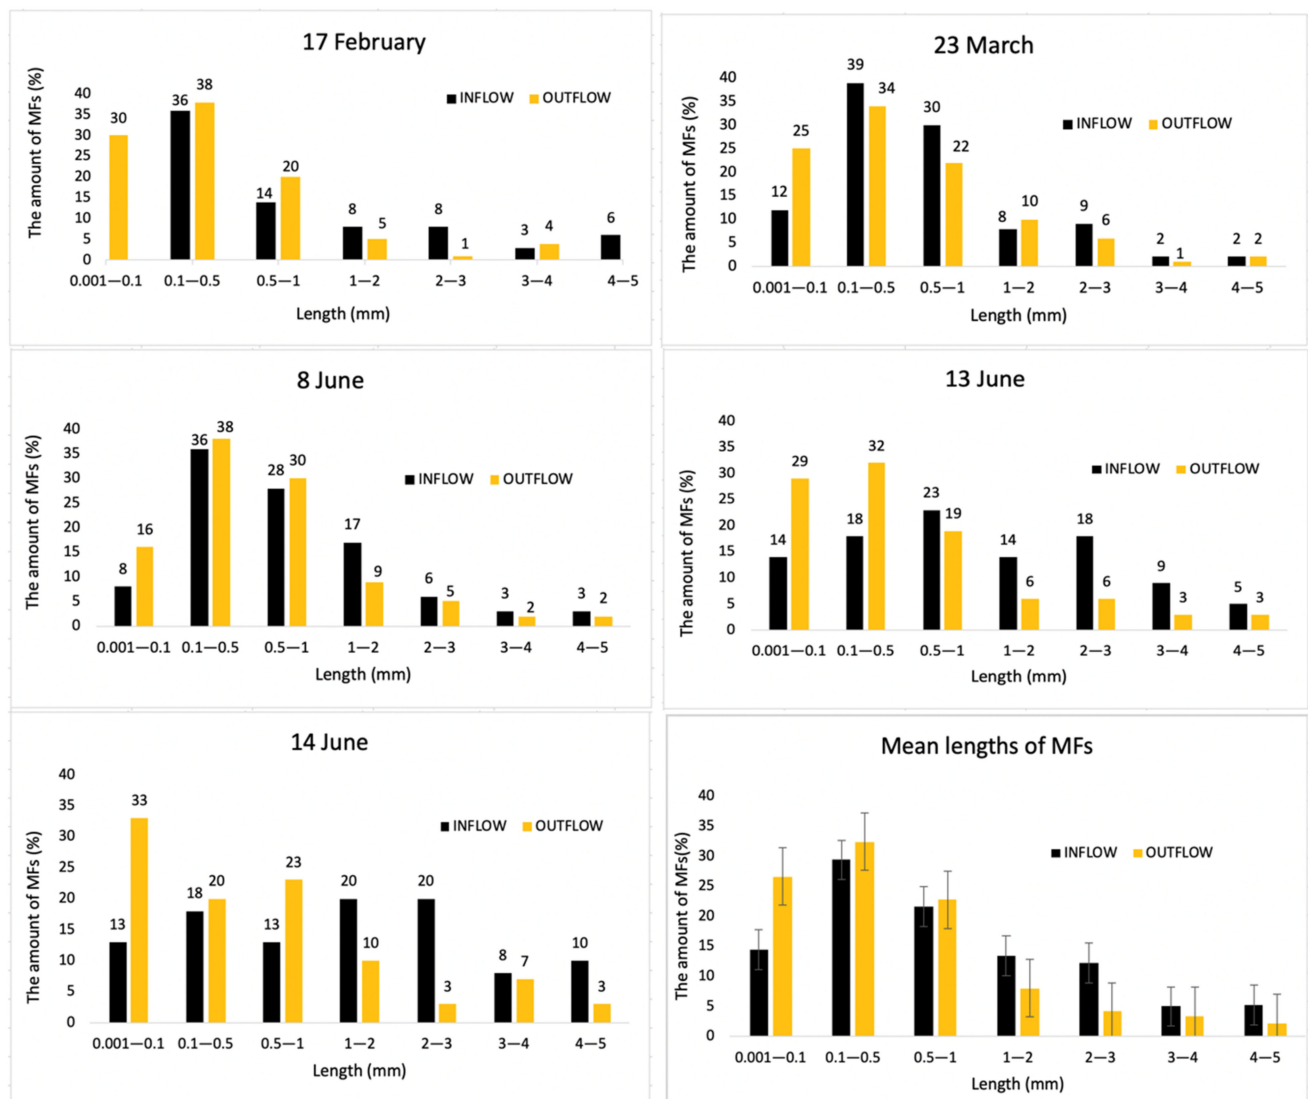 17 February
The amount of MFs (%)
40
35
30
25
20
15
10
5
0
INFLOW OUTFLOW
30 36 38 14 20 8 5 8 1 3 4 6
0.001—0.1 0.1—0.5 0.5—1 1—2 2—3 3—4 4—5
Length (mm)
23 March
The amount of MFs (%)
40
35
30
25
20
15
10
5
0
INFLOW OUTFLOW
12 25 39 34 30 22 8 10 9 6 2 1 2 2
0.001—0.1 0.1—0.5 0.5—1 1—2 2—3 3—4 4—5
Length (mm)
8 June
The amount of MFs (%)
40
35
30
25
20
15
10
5
0
INFLOW OUTFLOW
8 16 36 38 28 30 17 9 6 5 3 2 3 2
0.001—0.1 0.1—0.5 0.5—1 1—2 2—3 3—4 4—5
Length (mm)
13 June
The amount of MFs (%)
40
35
30
25
20
15
10
5
0
INFLOW OUTFLOW
14 29 18 32 23 19 14 6 18 6 9 3 5 3
0.001—0.1 0.1—0.5 0.5—1 1—2 2—3 3—4 4—5
Length (mm)
14 June
The amount of MFs (%)
40
35
30
25
20
15
10
5
0
INFLOW OUTFLOW
13 33 18 20 13 23 20 10 20 3 8 7 10 3
0.001—0.1 0.1—0.5 0.5—1 1—2 2—3 3—4 4—5
Length (mm)
Mean lengths of MFs
The amount of MFs(%)
40
35
30
25
20
15
10
5
0
INFLOW OUTFLOW
0.001—0.1 0.1—0.5 0.5—1 1—2 2—3 3—4 4—5
Length (mm)